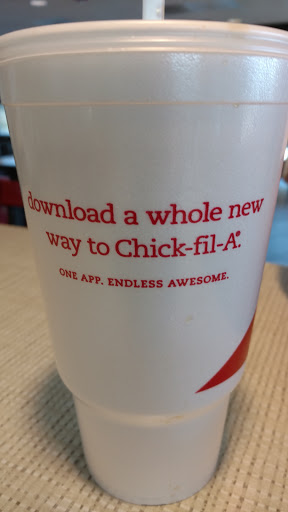 download a whole new
way to Chick-fil-A®.
ONE APP. ENDLESS AWESOME.